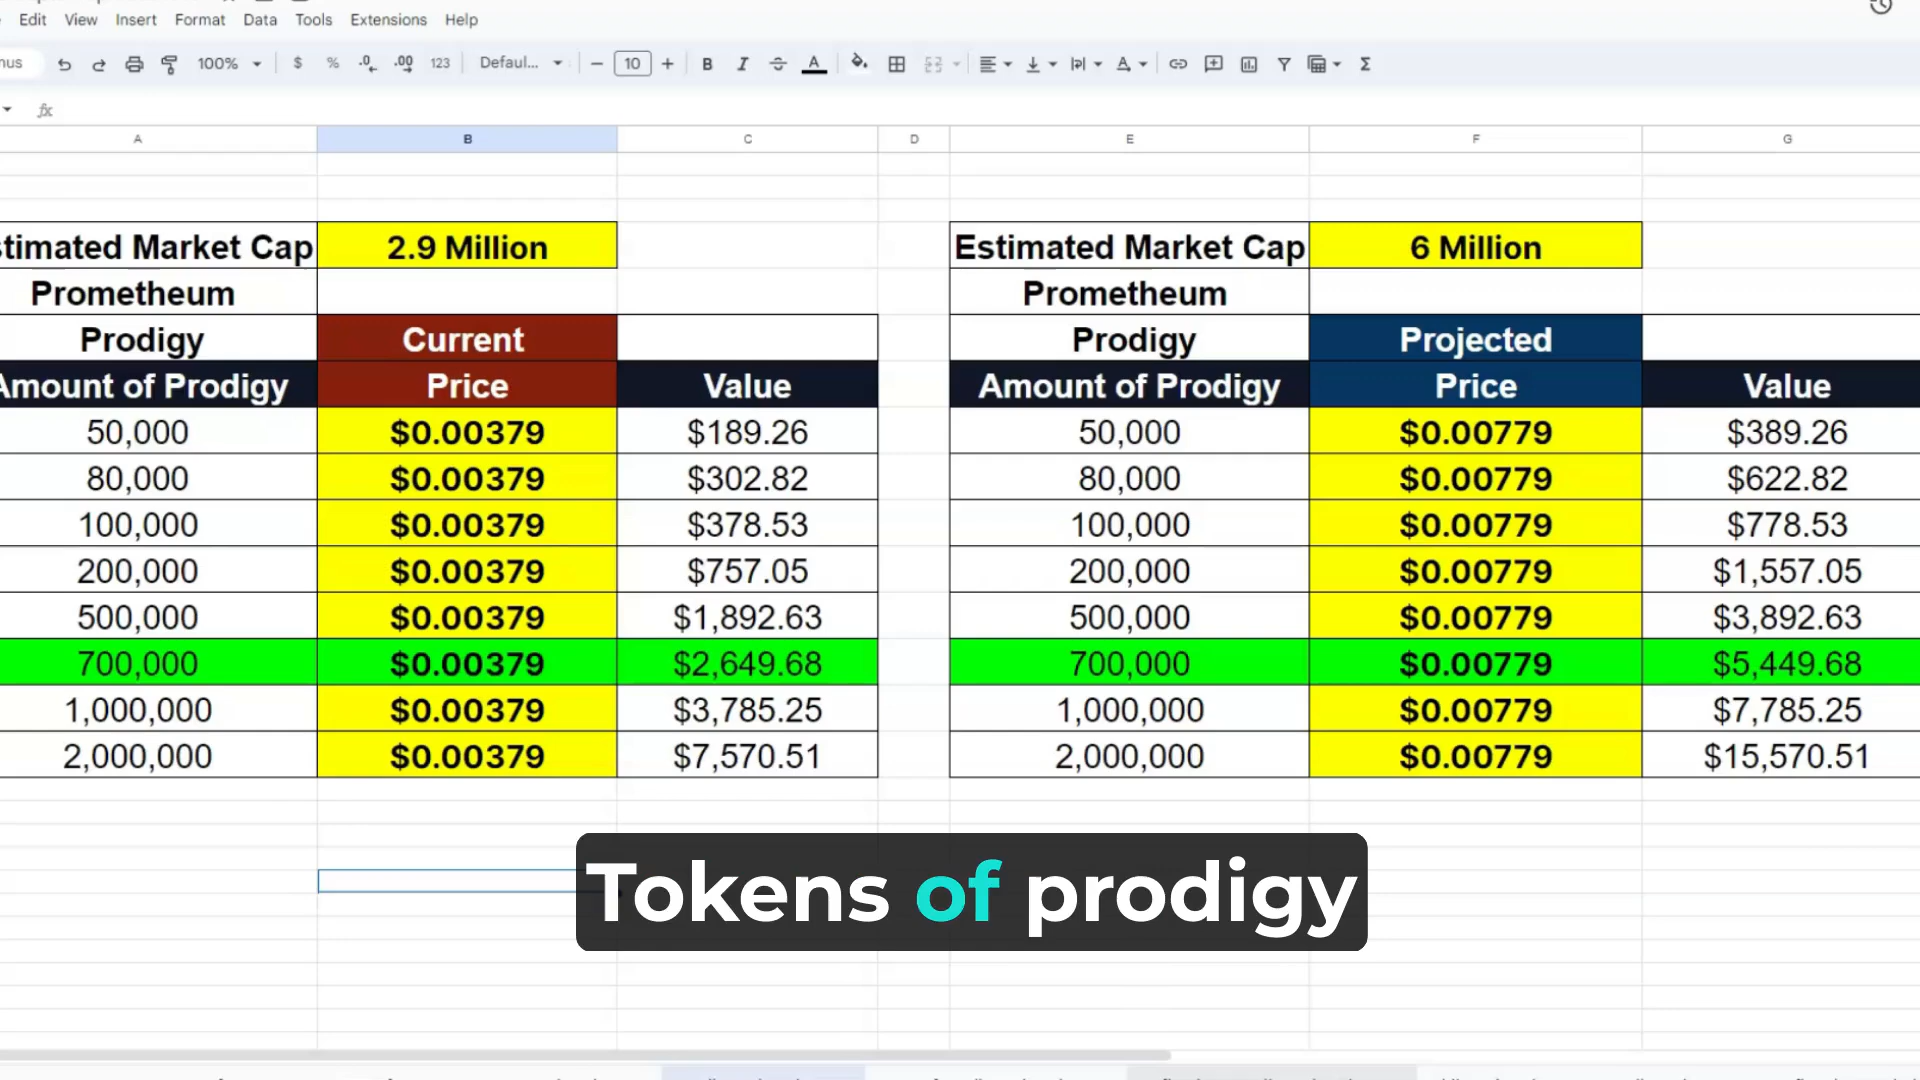 Edit View Insert Format Data Tools Extensions Help
100% $ % .0 .00 123 Defaul... − 10 + B I S A Σ
fx
A B C D E F G
stimated Market Cap 2.9 Million Estimated Market Cap 6 Million
Prometheum Prometheum
Prodigy Current Prodigy Projected
Amount of Prodigy Price Value Amount of Prodigy Price Value
50,000 $0.00379 $189.26 50,000 $0.00779 $389.26
80,000 $0.00379 $302.82 80,000 $0.00779 $622.82
100,000 $0.00379 $378.53 100,000 $0.00779 $778.53
200,000 $0.00379 $757.05 200,000 $0.00779 $1,557.05
500,000 $0.00379 $1,892.63 500,000 $0.00779 $3,892.63
700,000 $0.00379 $2,649.68 700,000 $0.00779 $5,449.68
1,000,000 $0.00379 $3,785.25 1,000,000 $0.00779 $7,785.25
2,000,000 $0.00379 $7,570.51 2,000,000 $0.00779 $15,570.51
Tokens of prodigy